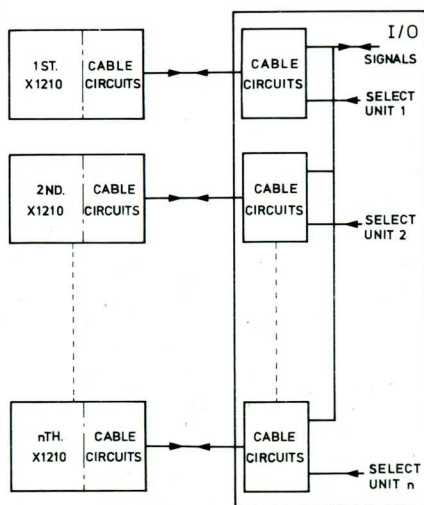 I/O
SIGNALS
1ST.
X1210
CABLE
CIRCUITS
CABLE
CIRCUITS
SELECT
UNIT 1
2ND.
X1210
CABLE
CIRCUITS
CABLE
CIRCUITS
SELECT
UNIT 2
nTH.
X1210
CABLE
CIRCUITS
CABLE
CIRCUITS
SELECT
UNIT n